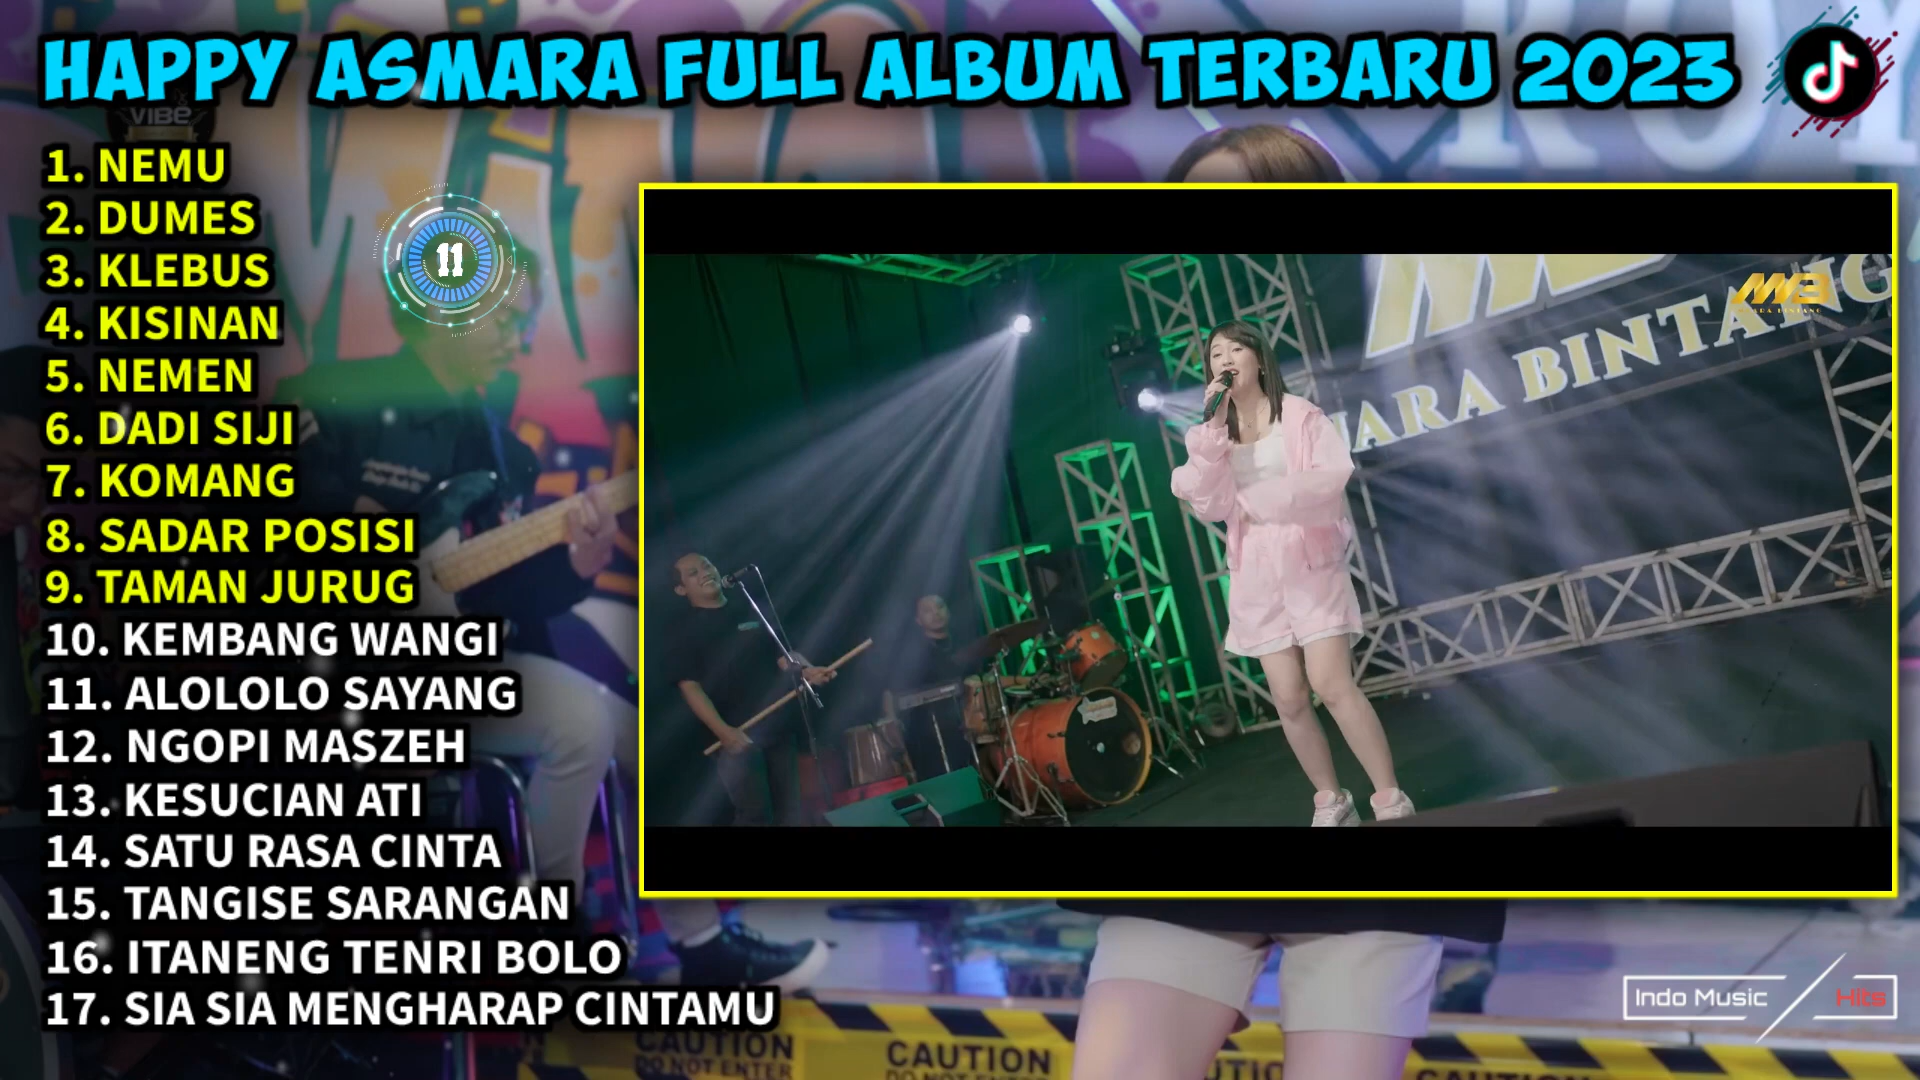 HAPPY ASMARA FULL ALBUM TERBARU 2023
ViBE
1. NEMU
2. DUMES
3. KLEBUS
4. KISINAN
5. NEMEN
6. DADI SIJI
7. KOMANG
8. SADAR POSISI
9. TAMAN JURUG
10. KEMBANG WANGI
11. ALOLOLO SAYANG
12. NGOPI MASZEH
13. KESUCIAN ATI
14. SATU RASA CINTA
15. TANGISE SARANGAN
16. ITANENG TENRI BOLO
17. SIA SIA MENGHARAP CINTAMU
11
MB
ARA BINTANG
Indo Music Hits
CAUTION
DO NOT ENTER
CAUTION